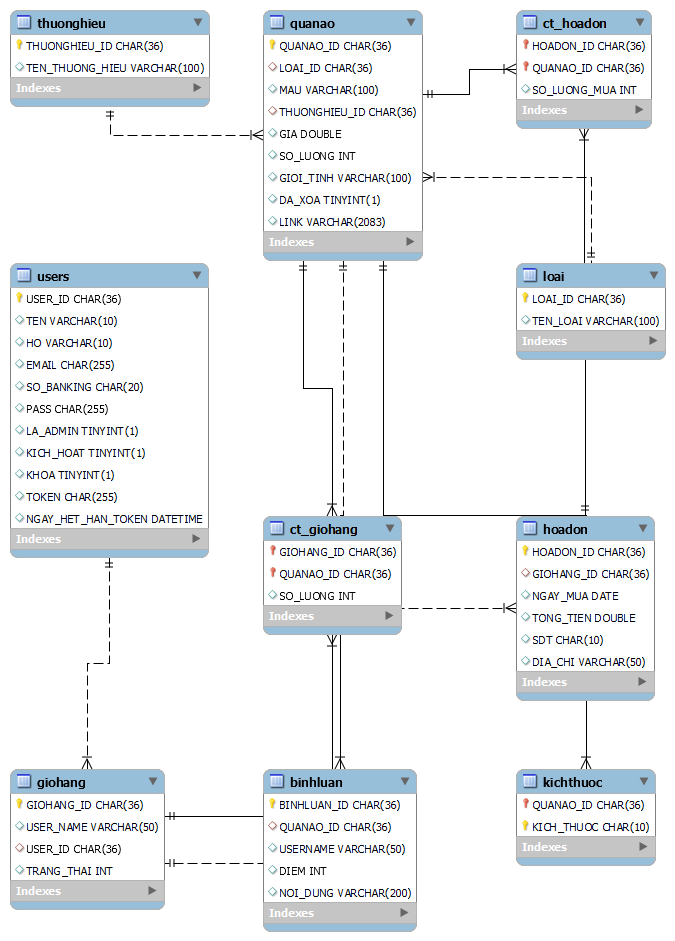 thuonghieu
THUONGHIEU_ID CHAR(36)
TEN_THUONG_HIEU VARCHAR(100)
Indexes
quanao
QUANAO_ID CHAR(36)
LOAI_ID CHAR(36)
MAU VARCHAR(100)
THUONGHIEU_ID CHAR(36)
GIA DOUBLE
SO_LUONG INT
GIOI_TINH VARCHAR(100)
DA_XOA TINYINT(1)
LINK VARCHAR(2083)
Indexes
ct_hoadon
HOADON_ID CHAR(36)
QUANAO_ID CHAR(36)
SO_LUONG_MUA INT
Indexes
users
USER_ID CHAR(36)
TEN VARCHAR(10)
HO VARCHAR(10)
EMAIL CHAR(255)
SO_BANKING CHAR(20)
PASS CHAR(255)
LA_ADMIN TINYINT(1)
KICH_HOAT TINYINT(1)
KHOA TINYINT(1)
TOKEN CHAR(255)
NGAY_HET_HAN_TOKEN DATETIME
Indexes
loai
LOAI_ID CHAR(36)
TEN_LOAI VARCHAR(100)
Indexes
ct_giohang
GIOHANG_ID CHAR(36)
QUANAO_ID CHAR(36)
SO_LUONG INT
Indexes
hoadon
HOADON_ID CHAR(36)
GIOHANG_ID CHAR(36)
NGAY_MUA DATE
TONG_TIEN DOUBLE
SDT CHAR(10)
DIA_CHI VARCHAR(50)
Indexes
giohang
GIOHANG_ID CHAR(36)
USER_NAME VARCHAR(50)
USER_ID CHAR(36)
TRANG_THAI INT
Indexes
binhluan
BINHLUAN_ID CHAR(36)
QUANAO_ID CHAR(36)
USERNAME VARCHAR(50)
DIEM INT
NOI_DUNG VARCHAR(200)
Indexes
kichthuoc
QUANAO_ID CHAR(36)
KICH_THUOC CHAR(10)
Indexes